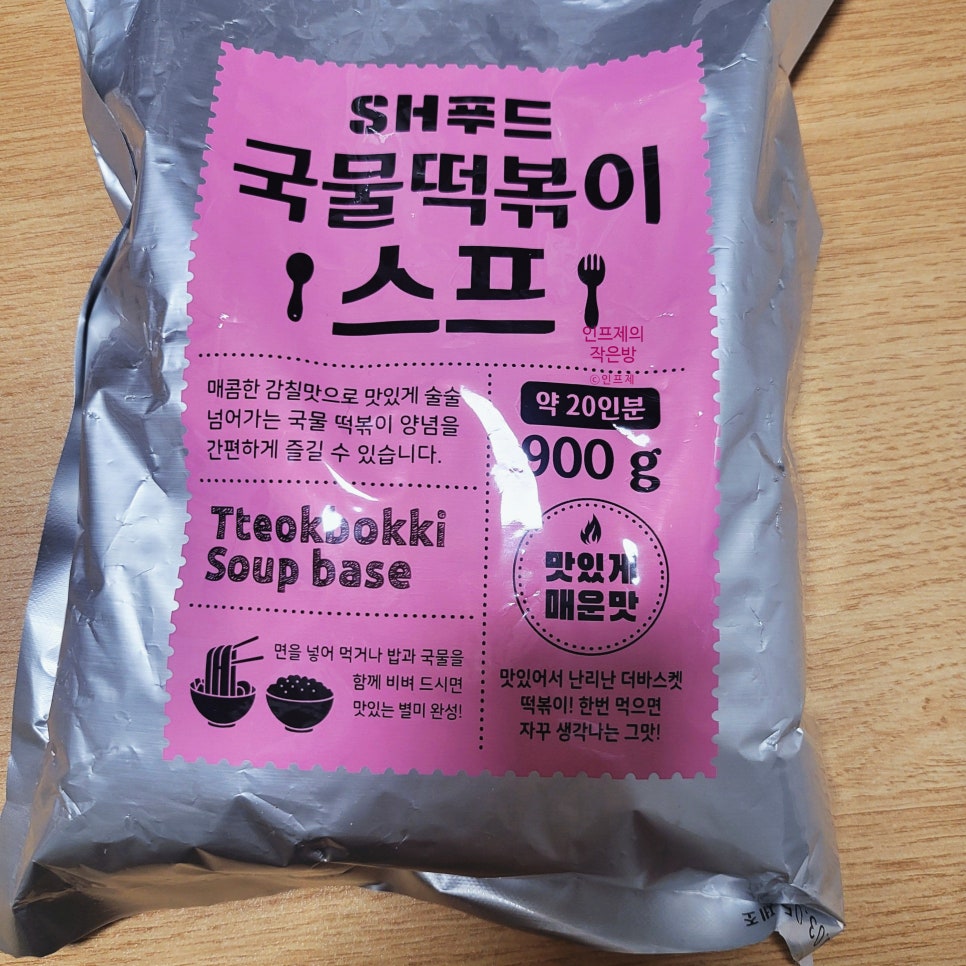 SH푸드
국물떡볶이
스프
인프제의
작은방
©인프제
매콤한 감칠맛으로 맛있게 술술
넘어가는 국물 떡볶이 양념을
간편하게 즐길 수 있습니다.
약 20인분
900 g
Tteokbokki
Soup base
맛있게
매운맛
면을 넣어 먹거나 밥과 국물을
함께 비벼 드시면
맛있는 별미 완성!
맛있어서 난리난 더바스켓
떡볶이! 한번 먹으면
자꾸 생각나는 그맛!